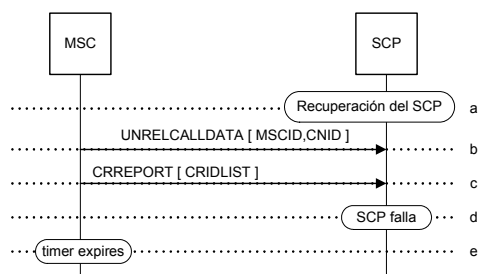 MSC
SCP
Recuperación del SCP
a
UNRELCALLDATA [ MSCID,CNID ]
b
CRREPORT [ CRIDLIST ]
c
SCP falla
d
timer expires
e